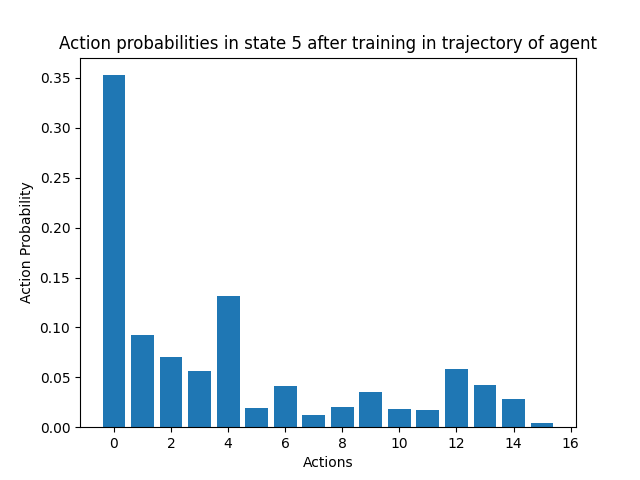 Action probabilities in state 5 after training in trajectory of agent
0.35
0.30
0.25
0.20
0.15
0.10
0.05
0.00
Action Probability
0 2 4 6 8 10 12 14 16
Actions